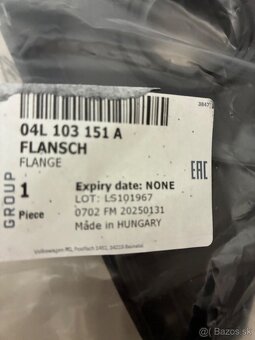 3847
04L 103 151 A
FLANSCH
FLANGE
GROUP
1
Piece
Expiry date: NONE
LOT: LS101967
0702 FM 20250131
Made in HUNGARY
EAC
Bazos.sk